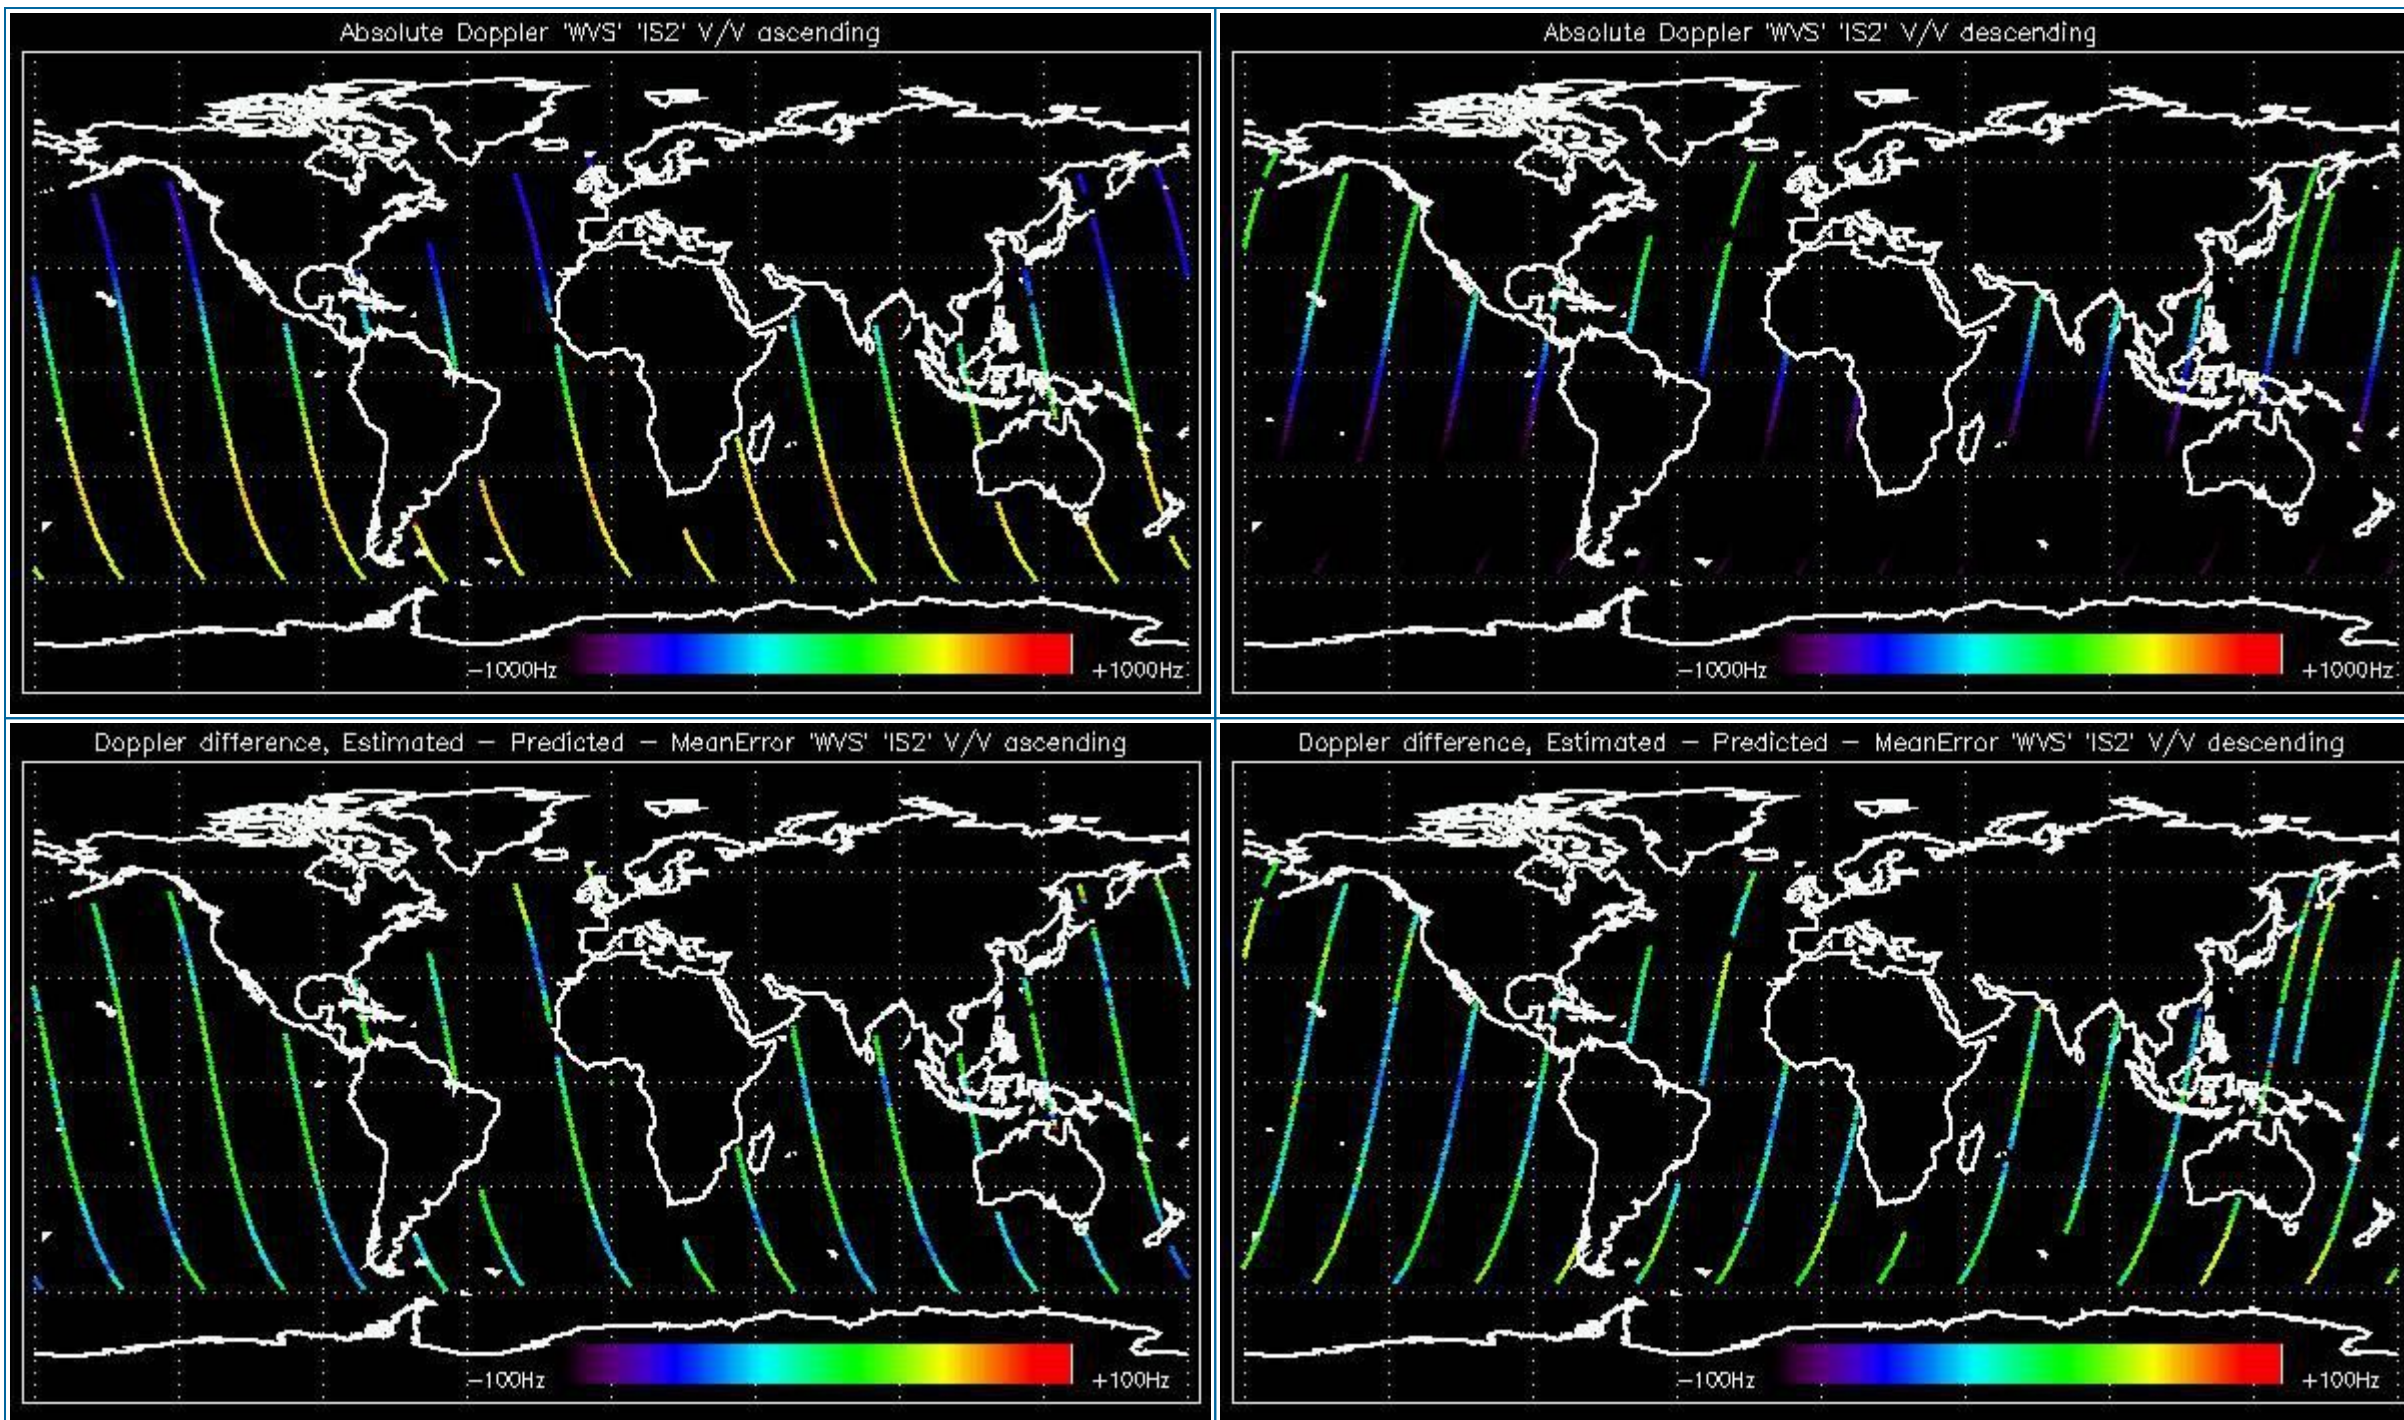 Absolute Doppler 'WVS' 'IS2' V/V ascending
−1000Hz
+1000Hz
Absolute Doppler 'WVS' 'IS2' V/V descending
−1000Hz
+1000Hz
Doppler difference, Estimated − Predicted − MeanError 'WVS' 'IS2' V/V ascending
−100Hz
+100Hz
Doppler difference, Estimated − Predicted − MeanError 'WVS' 'IS2' V/V descending
−100Hz
+100Hz